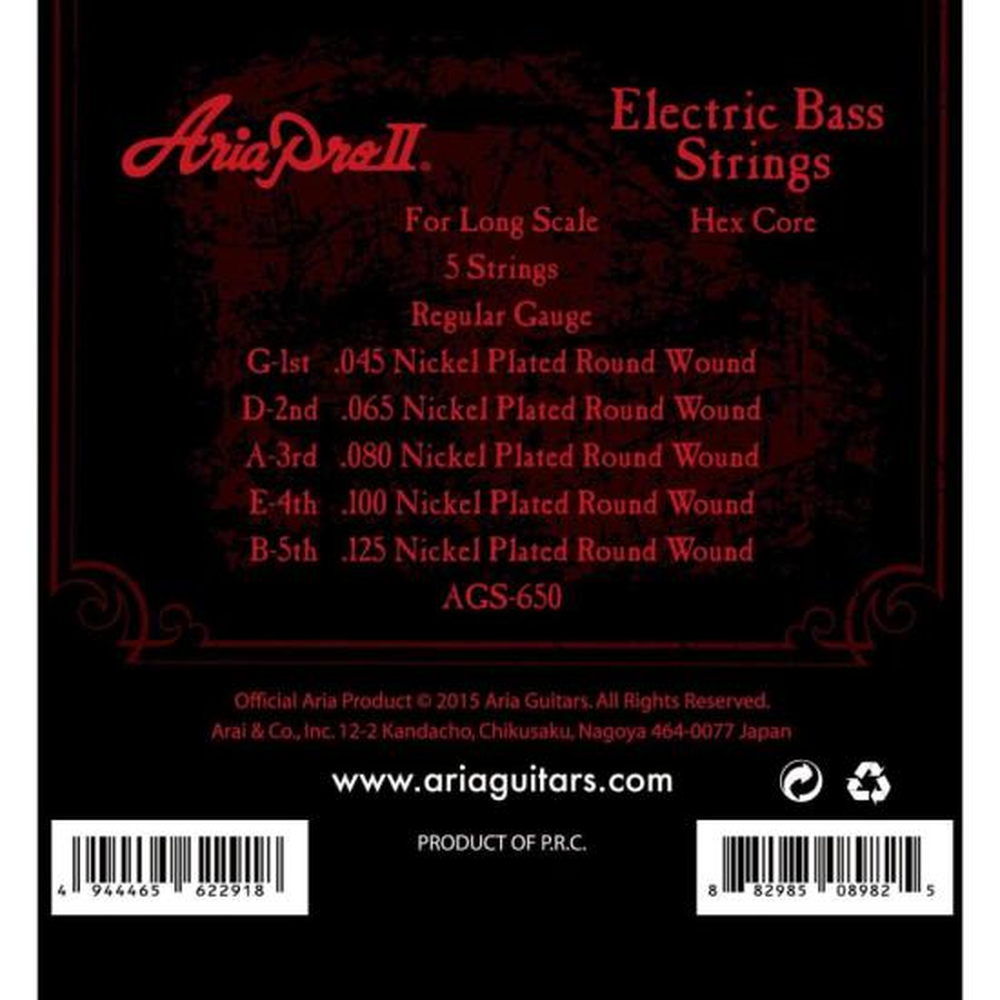 Aria Pro II®
Electric Bass
Strings
For Long Scale
Hex Core
5 Strings
Regular Gauge
G-1st .045 Nickel Plated Round Wound
D-2nd .065 Nickel Plated Round Wound
A-3rd .080 Nickel Plated Round Wound
E-4th .100 Nickel Plated Round Wound
B-5th .125 Nickel Plated Round Wound
AGS-650
Official Aria Product © 2015 Aria Guitars. All Rights Reserved.
Arai & Co., Inc. 12-2 Kandacho, Chikusaku, Nagoya 464-0077 Japan
www.ariaguitars.com
PRODUCT OF P.R.C.
4 944465 622918
8 82985 08982 5